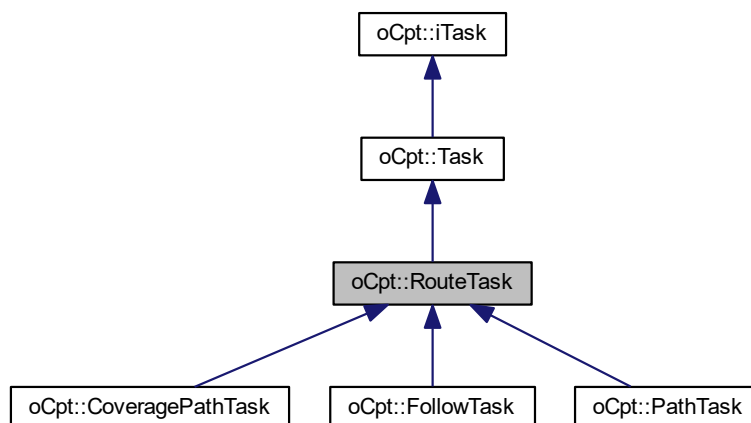 oCpt::iTask
oCpt::Task
oCpt::RouteTask
oCpt::CoveragePathTask
oCpt::FollowTask
oCpt::PathTask